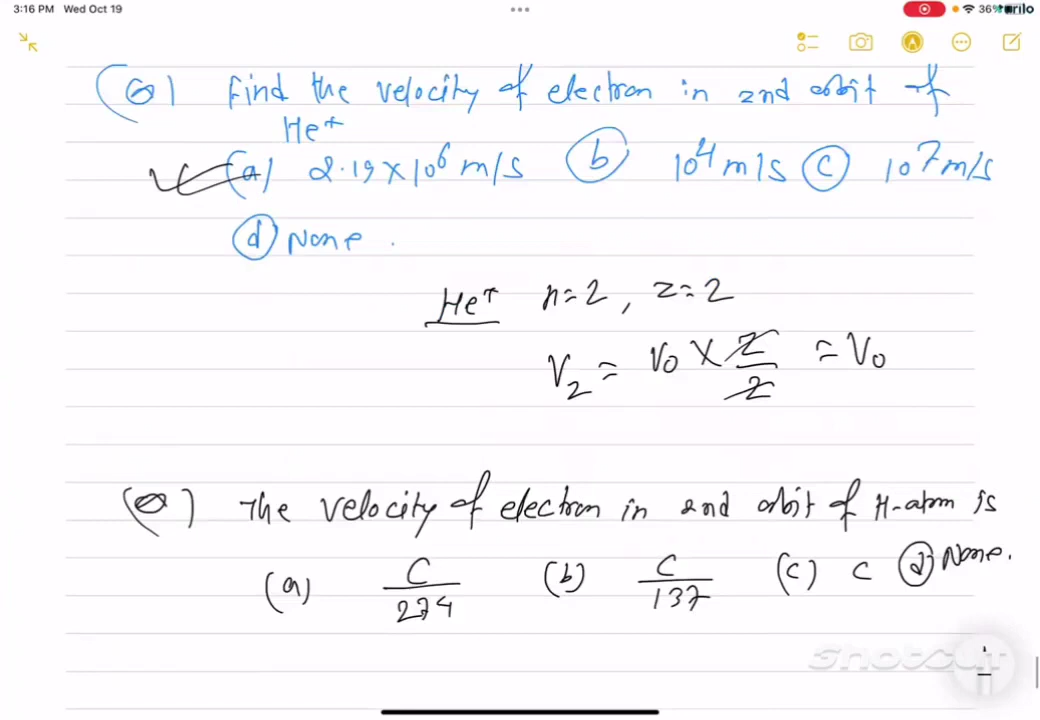 3:16 PM Wed Oct 19
36%
(Q) Find the velocity of electron in 2nd orbit of
He+
(a) 2.19 x 10^6 m/s (b) 10^4 m/s (c) 10^7 m/s
(d) None.
He+ n=2, z=2
V2 = V0 x 2/2 = V0
(Q) The velocity of electron in 2nd orbit of H-atom is
(a) C/274 (b) C/137 (c) C (d) None.
shotcut